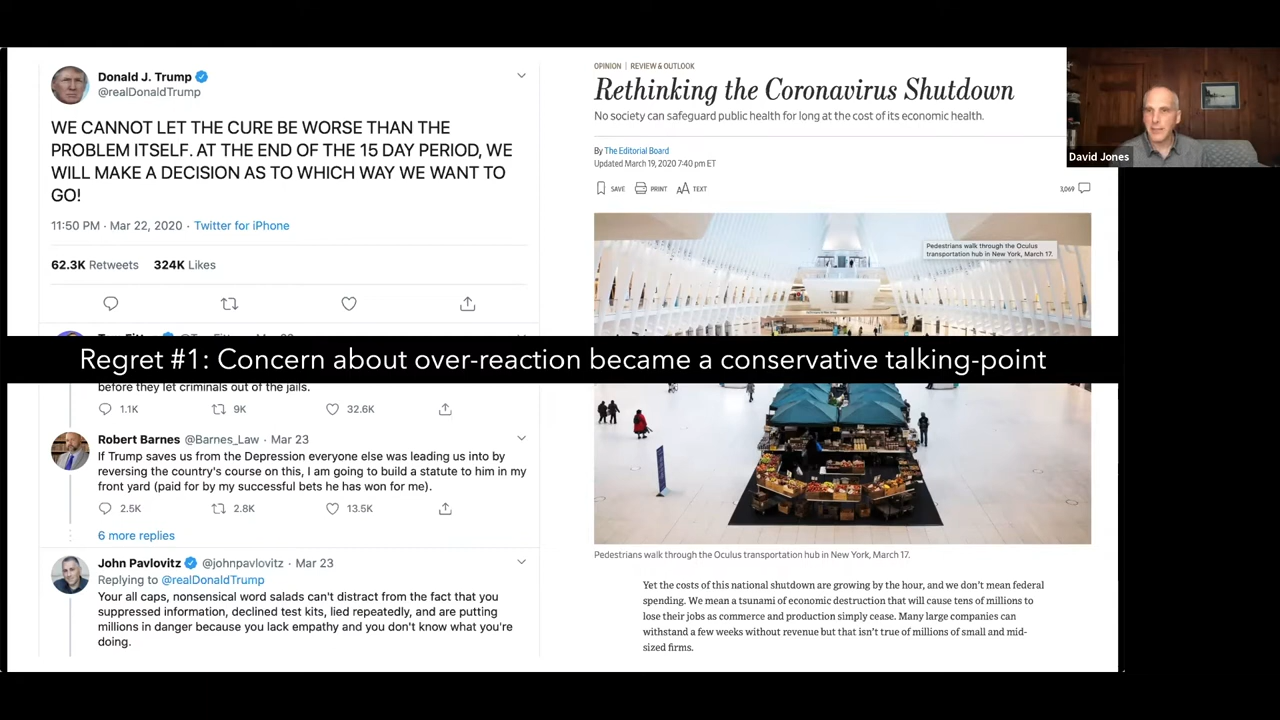 Donald J. Trump
@realDonaldTrump
WE CANNOT LET THE CURE BE WORSE THAN THE
PROBLEM ITSELF. AT THE END OF THE 15 DAY PERIOD, WE
WILL MAKE A DECISION AS TO WHICH WAY WE WANT TO
GO!
11:50 PM · Mar 22, 2020 · Twitter for iPhone
62.3K Retweets 324K Likes
OPINION | REVIEW & OUTLOOK
Rethinking the Coronavirus Shutdown
No society can safeguard public health for long at the cost of its economic health.
By The Editorial Board
Updated March 19, 2020 7:40 pm ET
SAVE PRINT AA TEXT
3,069
Pedestrians walk through the Oculus
transportation hub in New York, March 17.
David Jones
Regret #1: Concern about over-reaction became a conservative talking-point
before they let criminals out of the jails.
1.1K 9K 32.6K
Robert Barnes @Barnes_Law · Mar 23
If Trump saves us from the Depression everyone else was leading us into by
reversing the country's course on this, I am going to build a statute to him in my
front yard (paid for by my successful bets he has won for me).
2.5K 2.8K 13.5K
6 more replies
John Pavlovitz @johnpavlovitz · Mar 23
Replying to @realDonaldTrump
Your all caps, nonsensical word salads can't distract from the fact that you
suppressed information, declined test kits, lied repeatedly, and are putting
millions in danger because you lack empathy and you don't know what you're
doing.
Pedestrians walk through the Oculus transportation hub in New York, March 17.
Yet the costs of this national shutdown are growing by the hour, and we don't mean federal
spending. We mean a tsunami of economic destruction that will cause tens of millions to
lose their jobs as commerce and production simply cease. Many large companies can
withstand a few weeks without revenue but that isn't true of millions of small and mid-
sized firms.